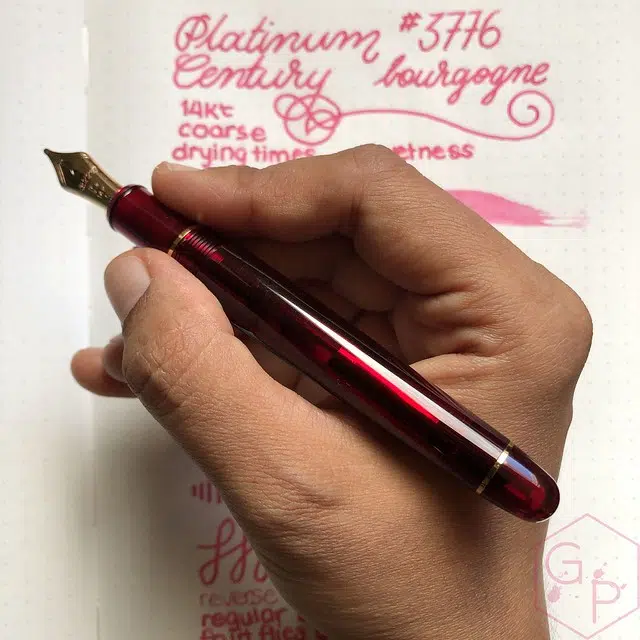 Platinum #3776
Century bourgogne
14kt
coarse
drying times
reverse
regular
G P